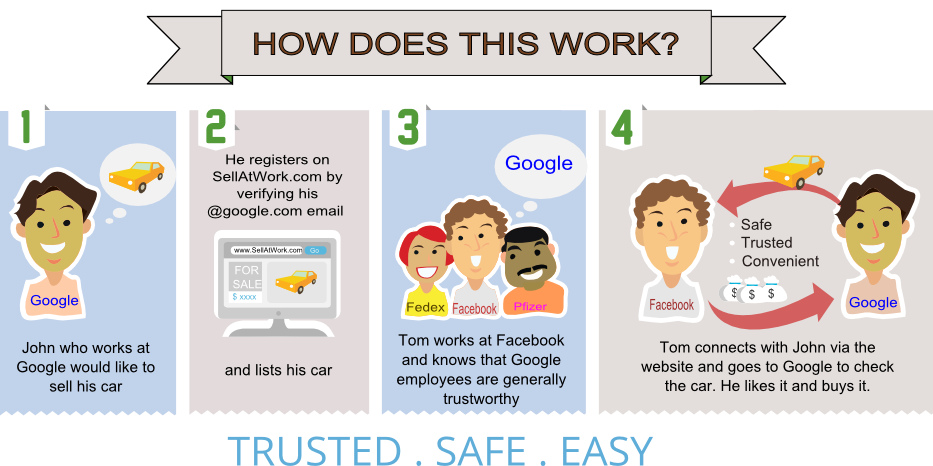 HOW DOES THIS WORK?
1
Google
John who works at
Google would like to
sell his car
2
He registers on
SellAtWork.com by
verifying his
@google.com email
www.SellAtWork.com Go
FOR
SALE
$ xxxx
and lists his car
3
Google
Fedex Facebook Pfizer
Tom works at Facebook
and knows that Google
employees are generally
trustworthy
4
Safe
Trusted
Convenient
$ $ $
Facebook
Google
Tom connects with John via the
website and goes to Google to check
the car. He likes it and buys it.
TRUSTED . SAFE . EASY